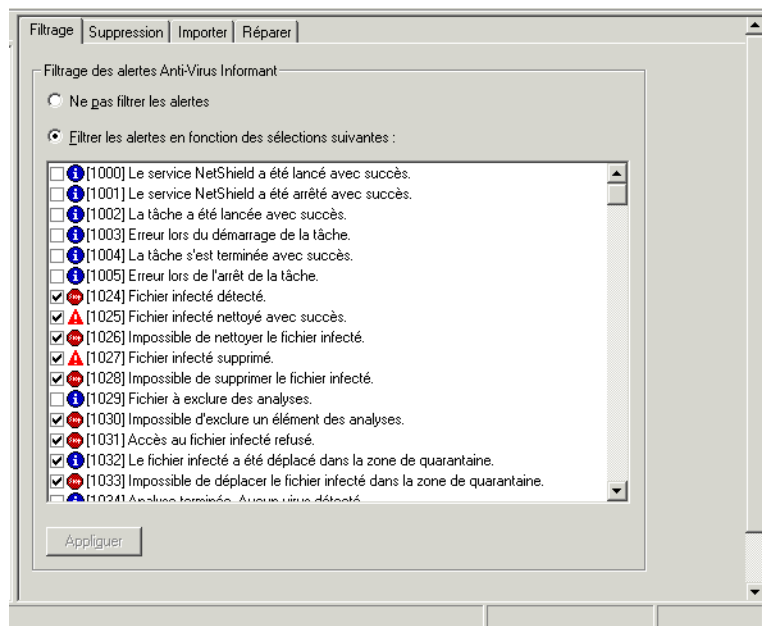 Filtrage Suppression Importer Réparer
Filtrage des alertes Anti-Virus Informant
Ne pas filtrer les alertes
Filtrer les alertes en fonction des sélections suivantes :
[1000] Le service NetShield a été lancé avec succès.
[1001] Le service NetShield a été arrêté avec succès.
[1002] La tâche a été lancée avec succès.
[1003] Erreur lors du démarrage de la tâche.
[1004] La tâche s'est terminée avec succès.
[1005] Erreur lors de l'arrêt de la tâche.
[1024] Fichier infecté détecté.
[1025] Fichier infecté nettoyé avec succès.
[1026] Impossible de nettoyer le fichier infecté.
[1027] Fichier infecté supprimé.
[1028] Impossible de supprimer le fichier infecté.
[1029] Fichier à exclure des analyses.
[1030] Impossible d'exclure un élément des analyses.
[1031] Accès au fichier infecté refusé.
[1032] Le fichier infecté a été déplacé dans la zone de quarantaine.
[1033] Impossible de déplacer le fichier infecté dans la zone de quarantaine.
[1034] Analyse terminée. Aucun virus détecté.
Appliquer